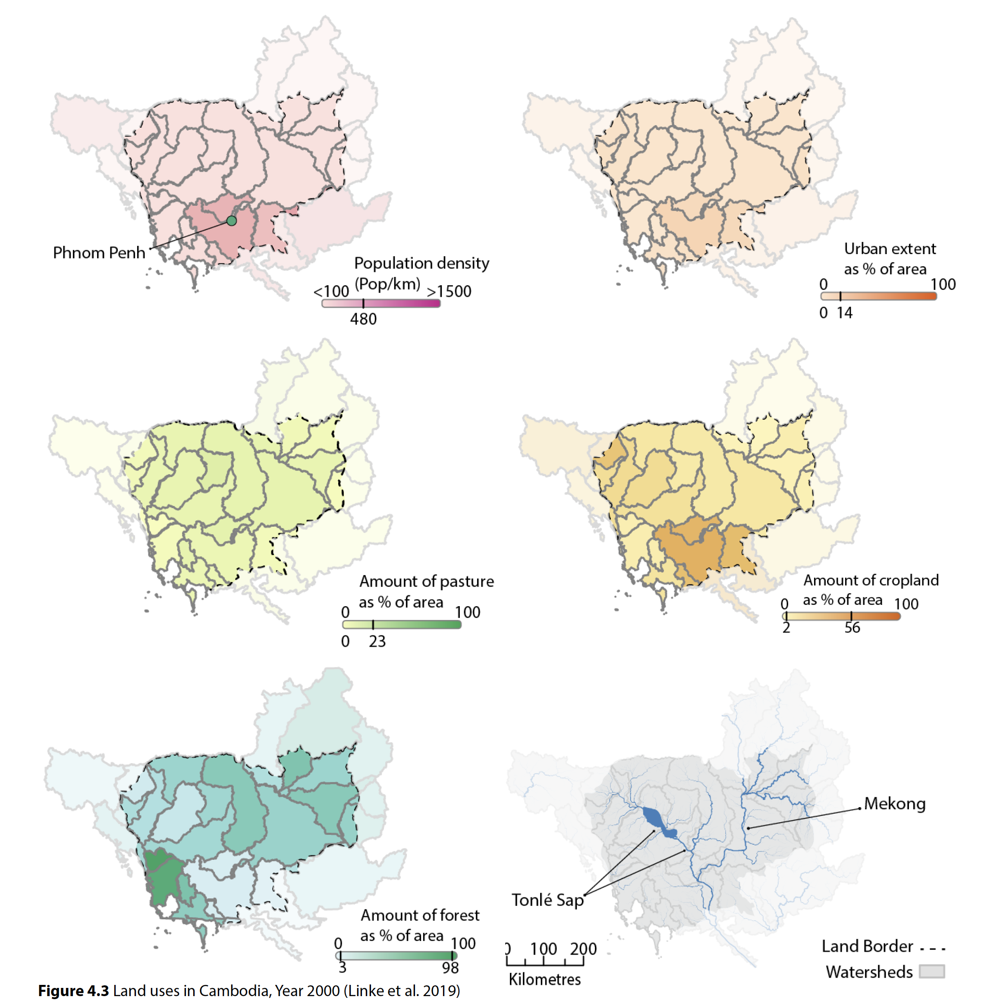 Phnom Penh
Population density
(Pop/km)
<100 >1500
480
Urban extent
as % of area
0 100
0 14
Amount of pasture
as % of area
0 100
0 23
Amount of cropland
as % of area
0 100
2 56
Amount of forest
as % of area
0 100
3 98
Mekong
Tonlé Sap
0 100 200
Kilometres
Land Border
Watersheds
Figure 4.3 Land uses in Cambodia, Year 2000 (Linke et al. 2019)